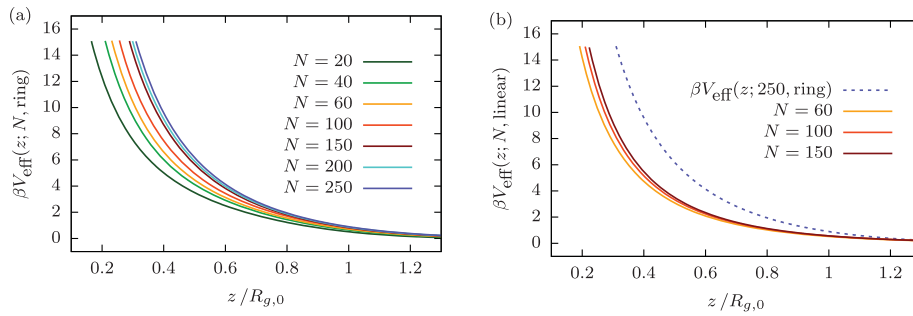 (a)
16
14
12
10
8
6
4
2
0
βV_eff(z; N, ring)
N = 20
N = 40
N = 60
N = 100
N = 150
N = 200
N = 250
0.2 0.4 0.6 0.8 1 1.2
z/R_{g,0}
(b)
16
14
12
10
8
6
4
2
0
βV_eff(z; N, linear)
βV_eff(z; 250, ring)
N = 60
N = 100
N = 150
0.2 0.4 0.6 0.8 1 1.2
z/R_{g,0}